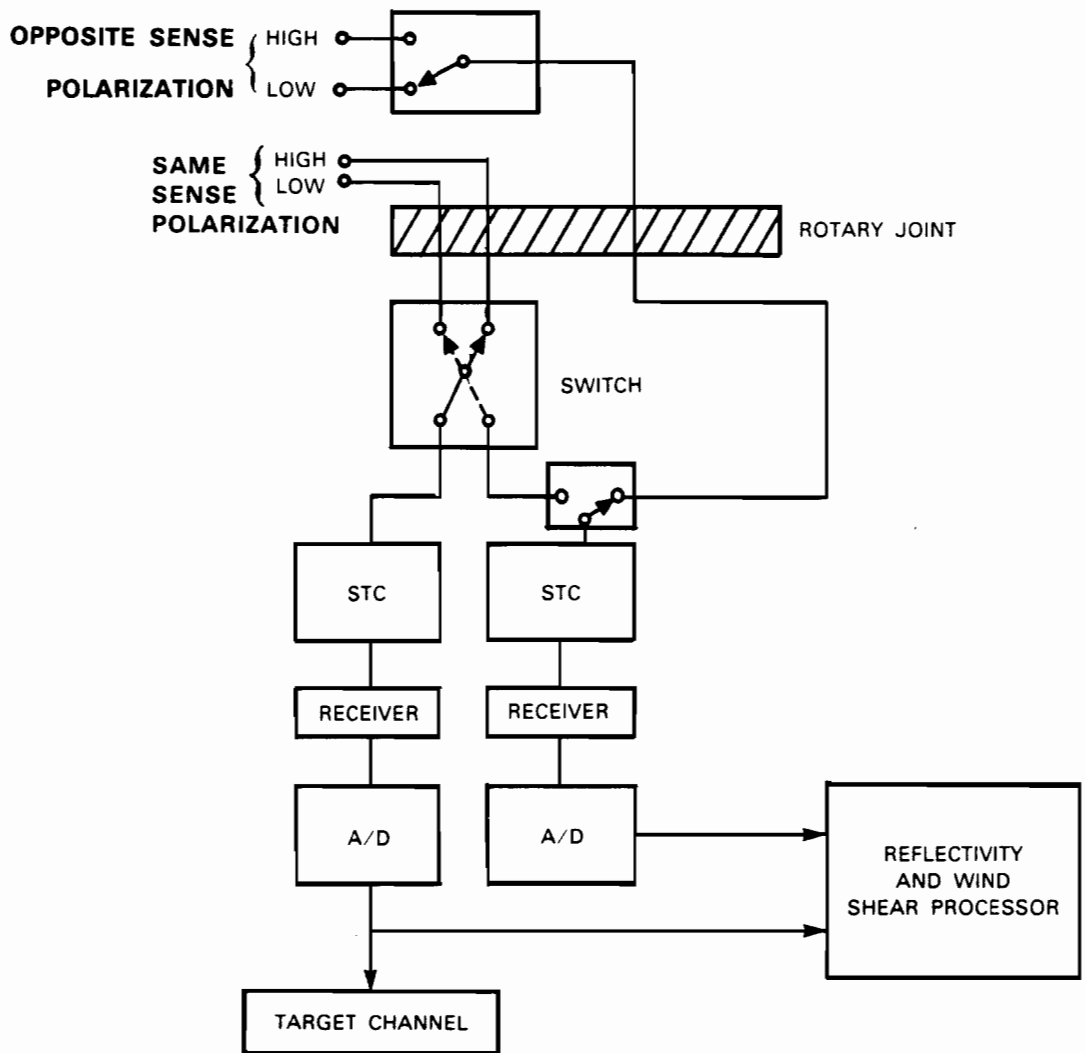 OPPOSITE SENSE
POLARIZATION
HIGH
LOW
SAME
SENSE
POLARIZATION
HIGH
LOW
ROTARY JOINT
SWITCH
STC
STC
RECEIVER
RECEIVER
A/D
A/D
REFLECTIVITY
AND WIND
SHEAR PROCESSOR
TARGET CHANNEL